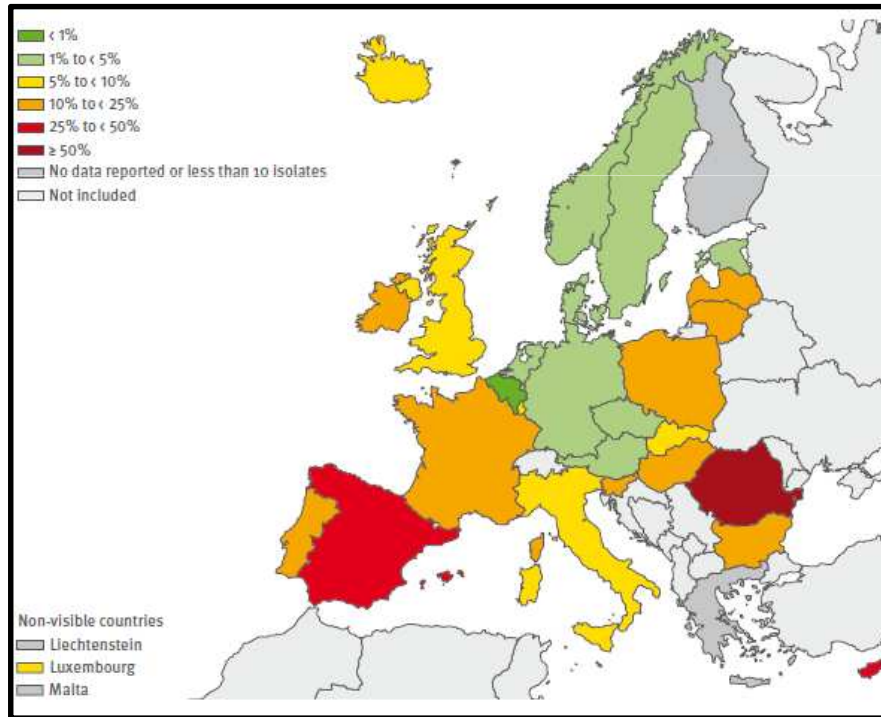 < 1%
1% to < 5%
5% to < 10%
10% to < 25%
25% to < 50%
≥ 50%
No data reported or less than 10 isolates
Not included
Non-visible countries
Liechtenstein
Luxembourg
Malta